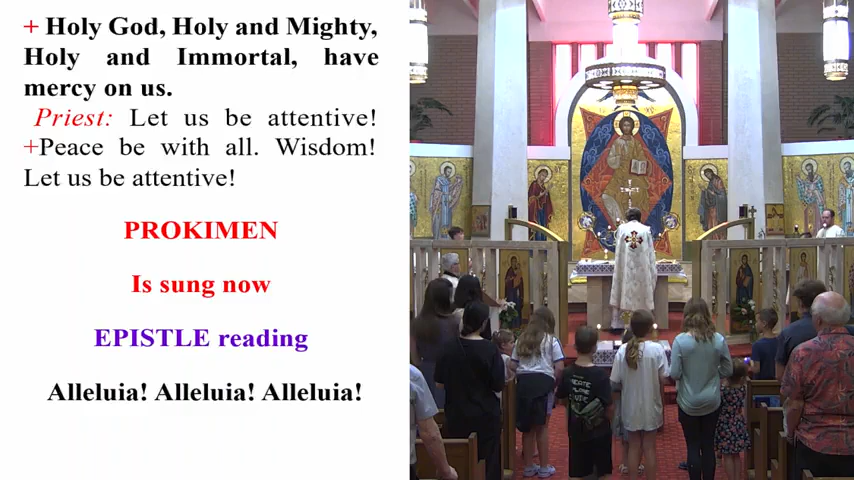 + Holy God, Holy and Mighty,
Holy and Immortal, have
mercy on us.
Priest: Let us be attentive!
+Peace be with all. Wisdom!
Let us be attentive!
PROKIMEN
Is sung now
EPISTLE reading
Alleluia! Alleluia! Alleluia!